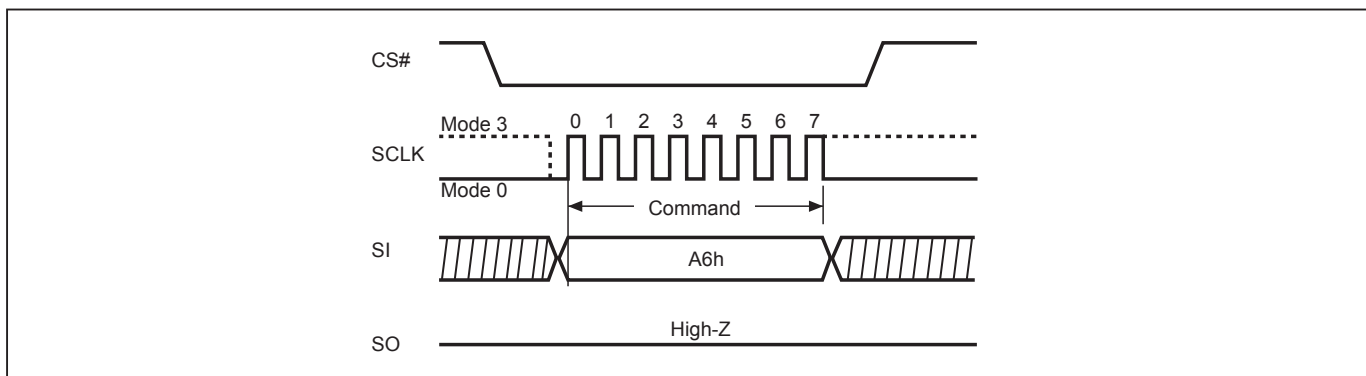 CS#
Mode 3
0 1 2 3 4 5 6 7
SCLK
Mode 0
Command
SI
A6h
High-Z
SO